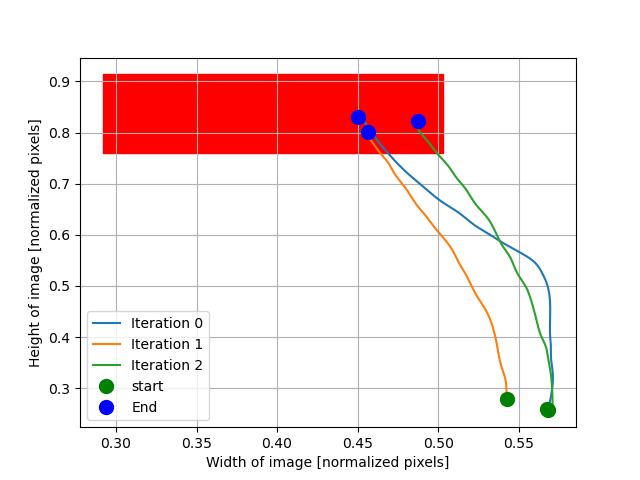 0.9
0.8
0.7
0.6
0.5
0.4
0.3
Height of image [normalized pixels]
Iteration 0
Iteration 1
Iteration 2
start
End
0.30 0.35 0.40 0.45 0.50 0.55
Width of image [normalized pixels]